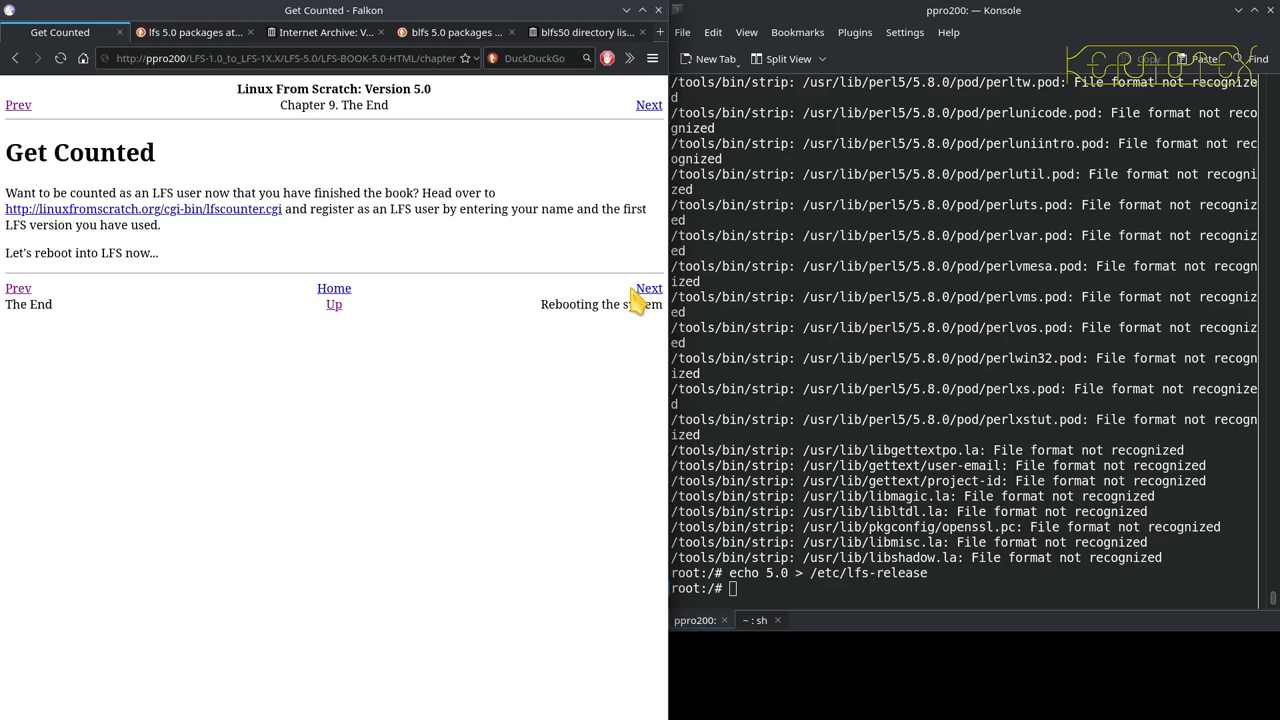 Get Counted - Falkon
Get Counted
lfs 5.0 packages at...
Internet Archive: V...
blfs 5.0 packages ...
blfs50 directory lis...
http://ppro200/LFS-1.0_to_LFS-1X.X/LFS-5.0/LFS-BOOK-5.0-HTML/chapter
DuckDuckGo
Linux From Scratch: Version 5.0
Prev
Chapter 9. The End
Next
Get Counted
Want to be counted as an LFS user now that you have finished the book? Head over to
http://linuxfromscratch.org/cgi-bin/lfscounter.cgi and register as an LFS user by entering your name and the first
LFS version you have used.
Let's reboot into LFS now...
Prev
Home
Next
The End
Up
Rebooting the system
ppro200: — Konsole
File Edit View Bookmarks Plugins Settings Help
New Tab
Split View
Copy
Paste
Find
/tools/bin/strip: /usr/lib/perl5/5.8.0/pod/perltw.pod: File format not recognize
d
/tools/bin/strip: /usr/lib/perl5/5.8.0/pod/perlunicode.pod: File format not reco
gnized
/tools/bin/strip: /usr/lib/perl5/5.8.0/pod/perluniintro.pod: File format not rec
ognized
/tools/bin/strip: /usr/lib/perl5/5.8.0/pod/perlutil.pod: File format not recogni
zed
/tools/bin/strip: /usr/lib/perl5/5.8.0/pod/perluts.pod: File format not recogniz
ed
/tools/bin/strip: /usr/lib/perl5/5.8.0/pod/perlvar.pod: File format not recogniz
ed
/tools/bin/strip: /usr/lib/perl5/5.8.0/pod/perlvmesa.pod: File format not recogn
ized
/tools/bin/strip: /usr/lib/perl5/5.8.0/pod/perlvms.pod: File format not recogniz
ed
/tools/bin/strip: /usr/lib/perl5/5.8.0/pod/perlvos.pod: File format not recogniz
ed
/tools/bin/strip: /usr/lib/perl5/5.8.0/pod/perlwin32.pod: File format not recogn
ized
/tools/bin/strip: /usr/lib/perl5/5.8.0/pod/perlxs.pod: File format not recognize
d
/tools/bin/strip: /usr/lib/perl5/5.8.0/pod/perlxstut.pod: File format not recogn
ized
/tools/bin/strip: /usr/lib/libgettextpo.la: File format not recognized
/tools/bin/strip: /usr/lib/gettext/user-email: File format not recognized
/tools/bin/strip: /usr/lib/gettext/project-id: File format not recognized
/tools/bin/strip: /usr/lib/libmagic.la: File format not recognized
/tools/bin/strip: /usr/lib/libltdl.la: File format not recognized
/tools/bin/strip: /usr/lib/pkgconfig/openssl.pc: File format not recognized
/tools/bin/strip: /usr/lib/libmisc.la: File format not recognized
/tools/bin/strip: /usr/lib/libshadow.la: File format not recognized
root:/# echo 5.0 > /etc/lfs-release
root:/#
ppro200:
~ : sh